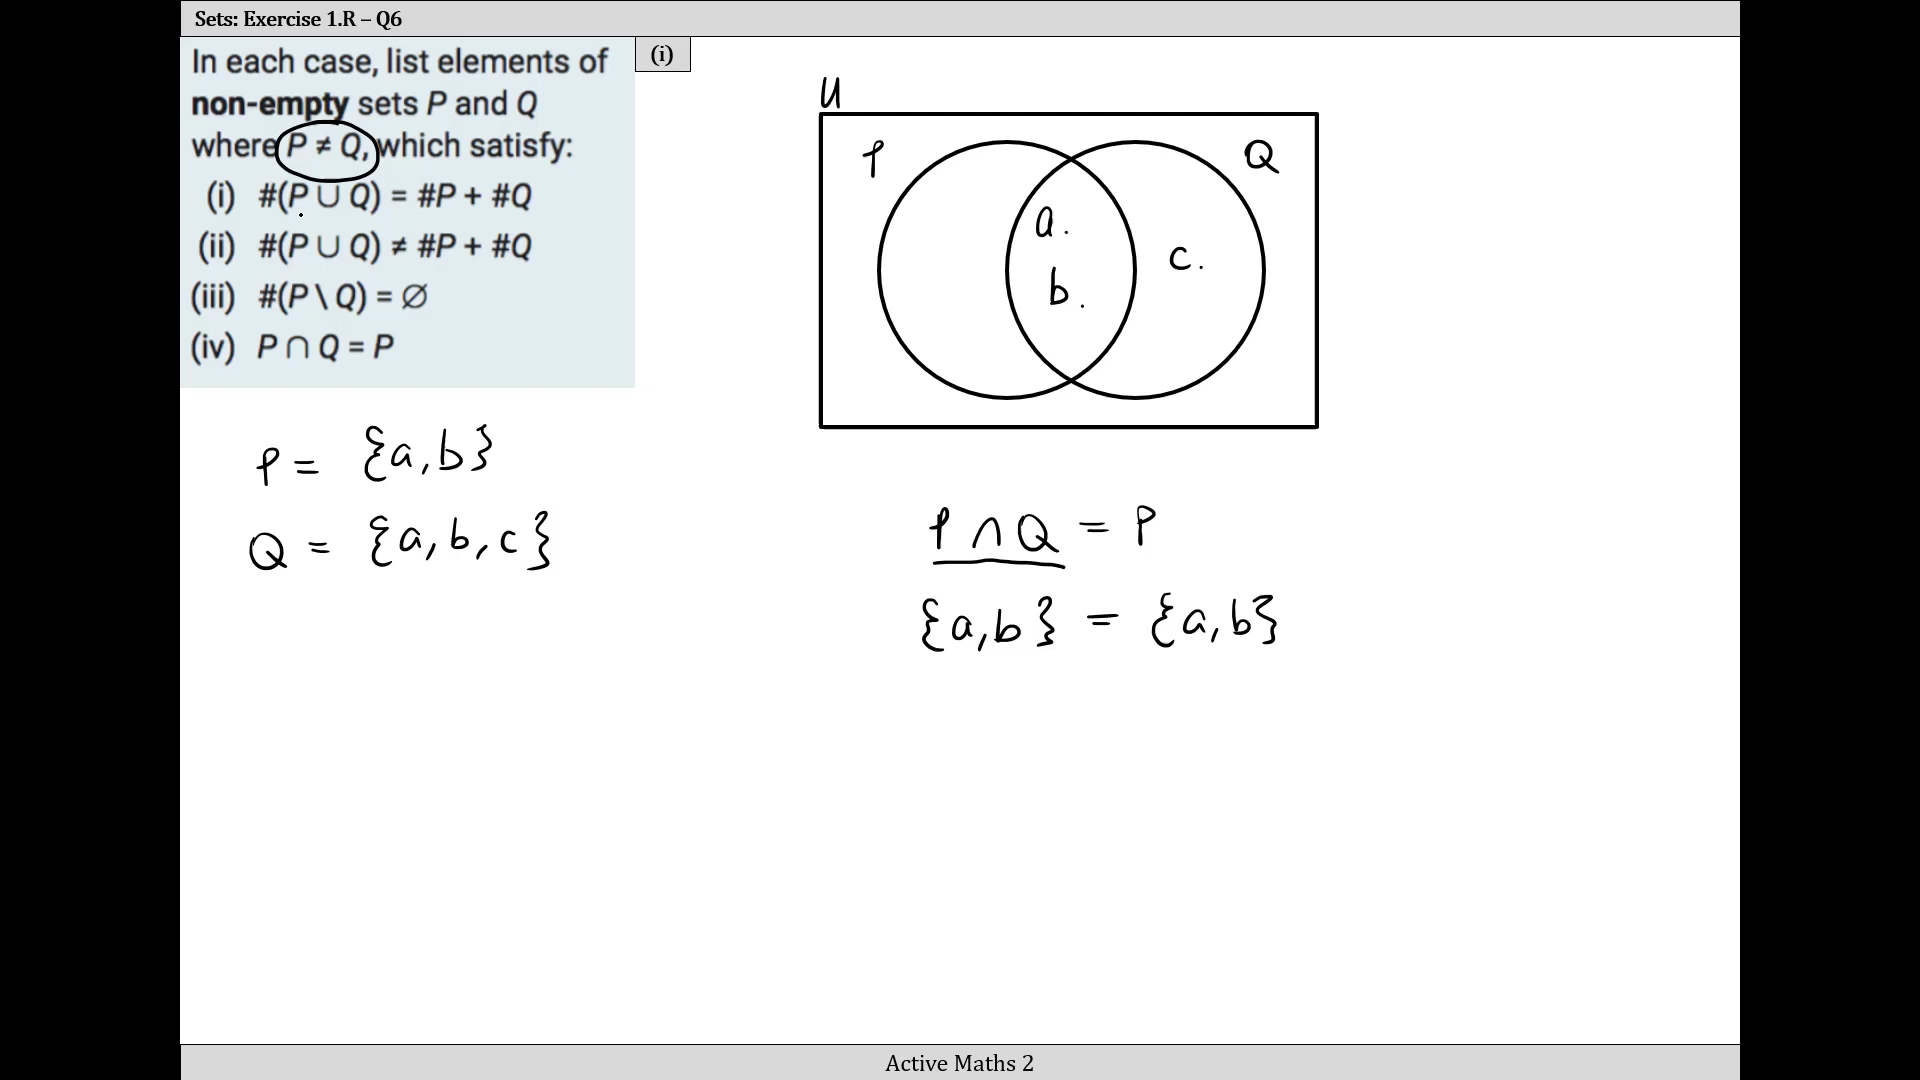 Sets: Exercise 1.R – Q6
In each case, list elements of
non-empty sets P and Q
where P ≠ Q, which satisfy:
(i) #(P ∪ Q) = #P + #Q
(ii) #(P ∪ Q) ≠ #P + #Q
(iii) #(P \ Q) = ∅
(iv) P ∩ Q = P
P = {a,b}
Q = {a,b,c}
(i)
U
P
Q
a.
c.
b.
P ∩ Q = P
{a,b} = {a,b}
Active Maths 2